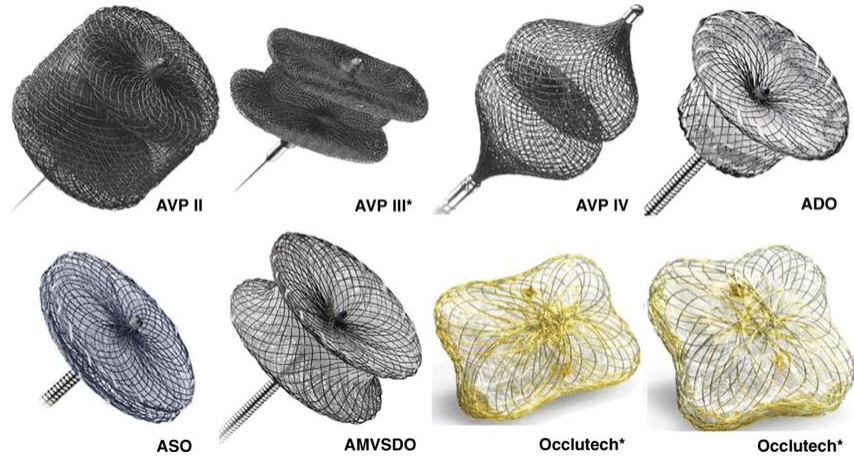 AVP II
AVP III*
AVP IV
ADO
ASO
AMVSDO
Occlutech*
Occlutech*